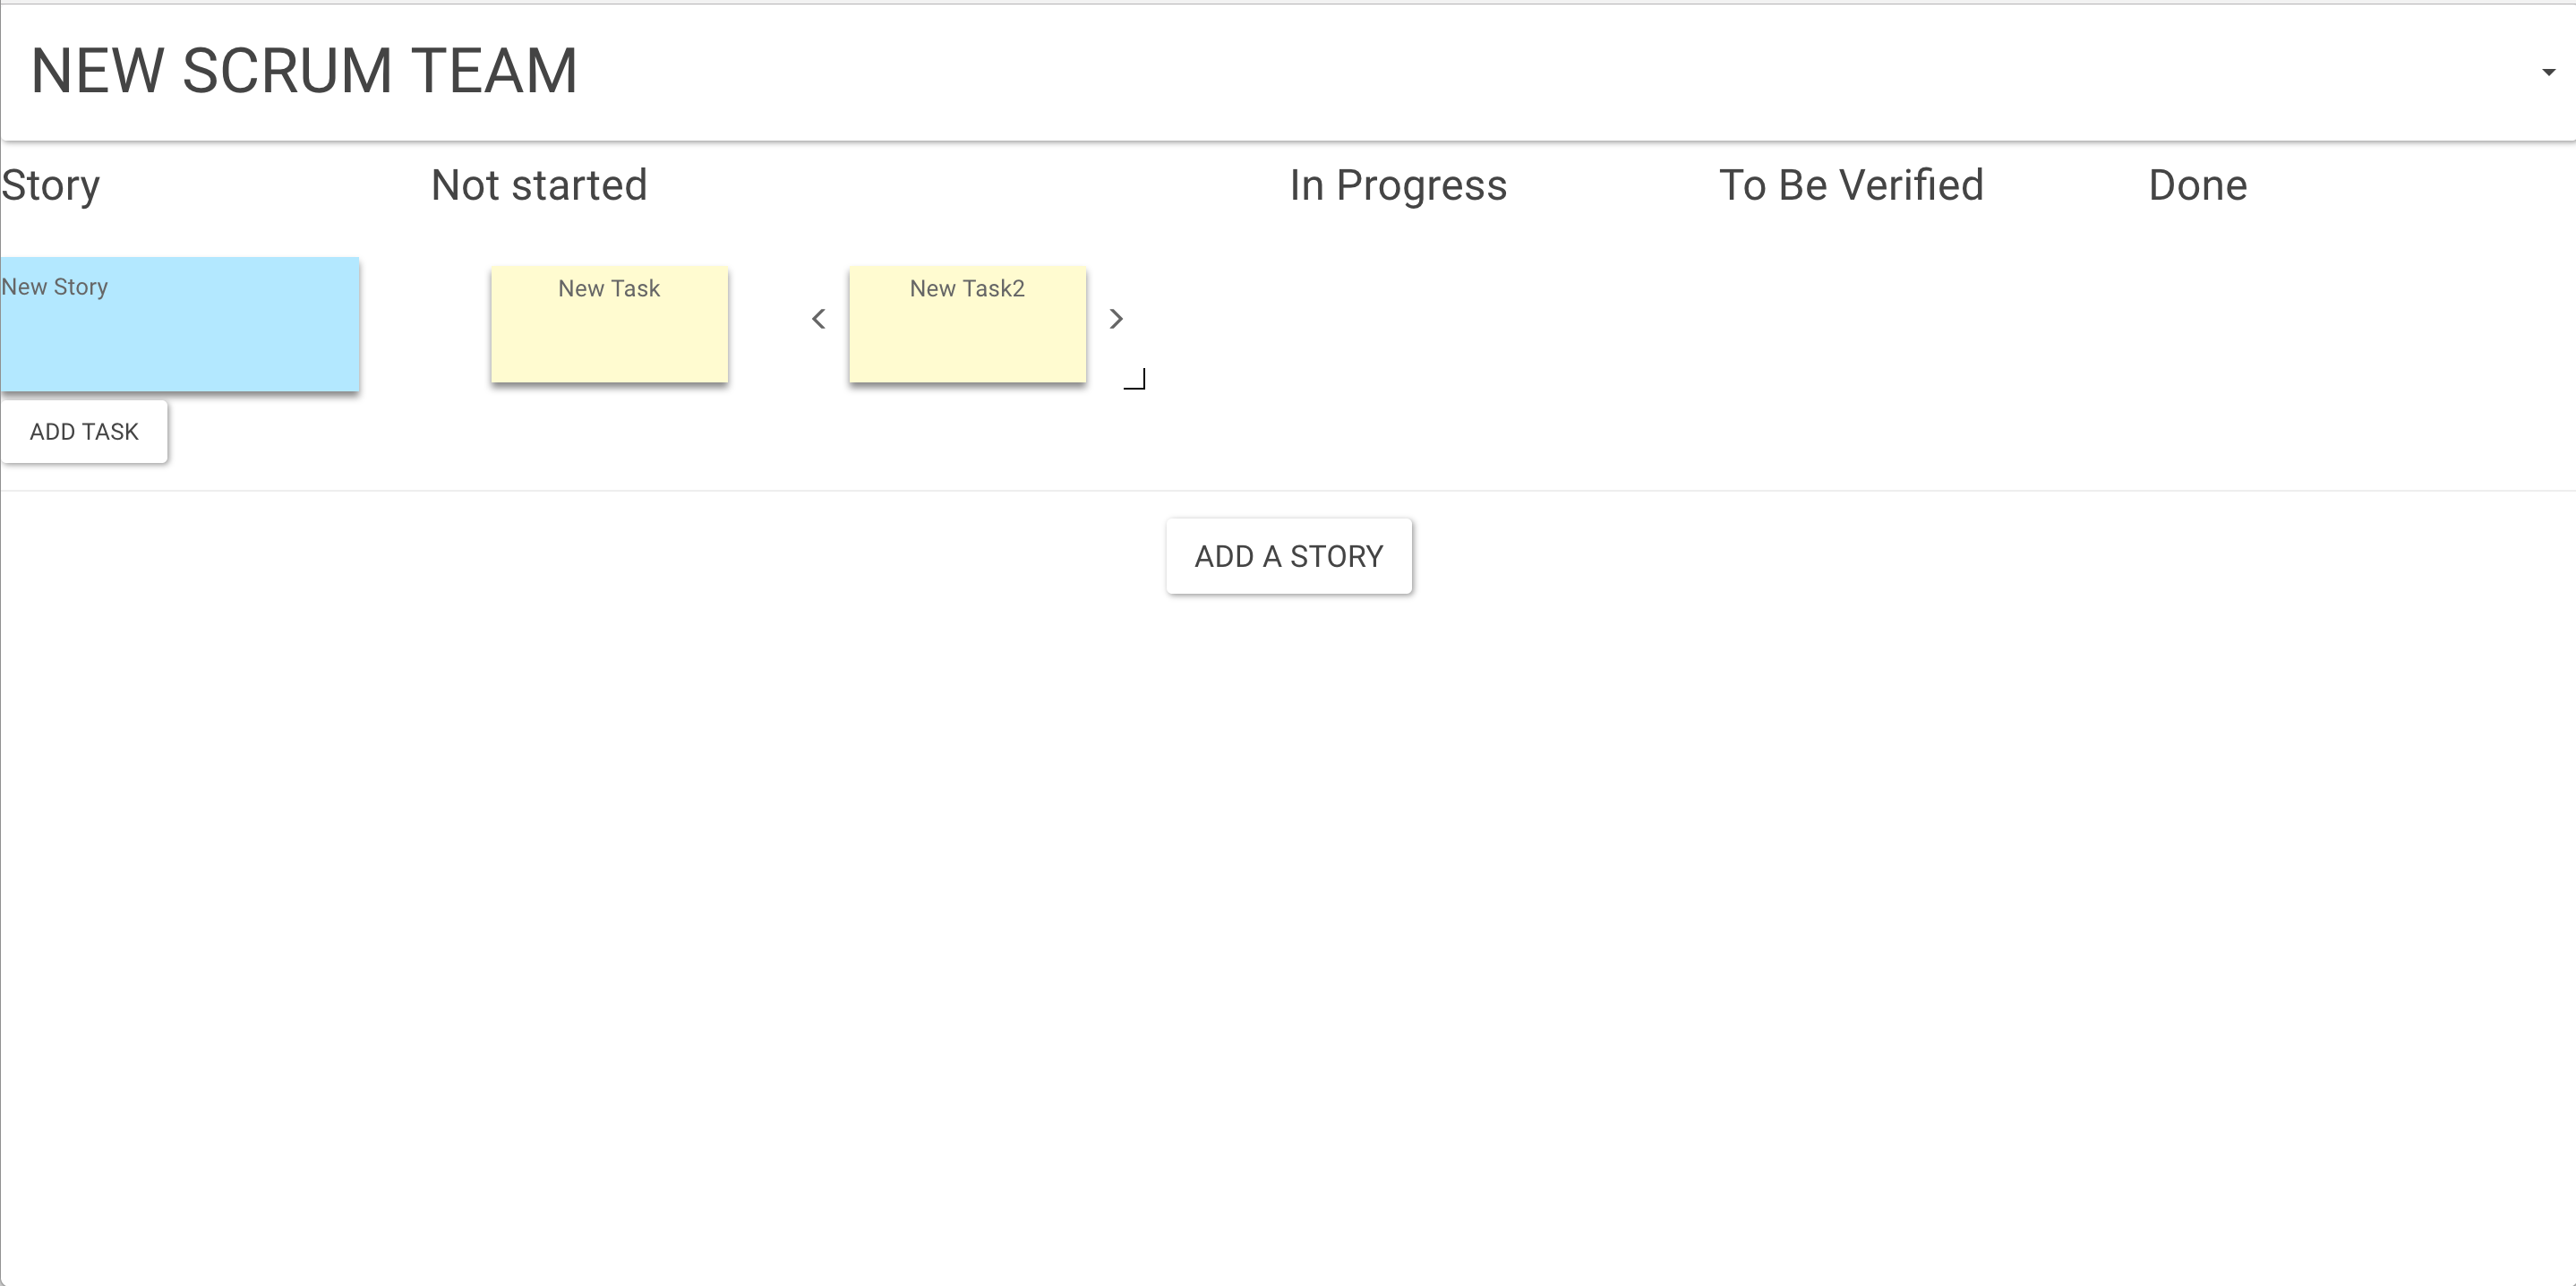 NEW SCRUM TEAM
Story Not started In Progress To Be Verified Done
New Story New Task < New Task2 >
ADD TASK
ADD A STORY